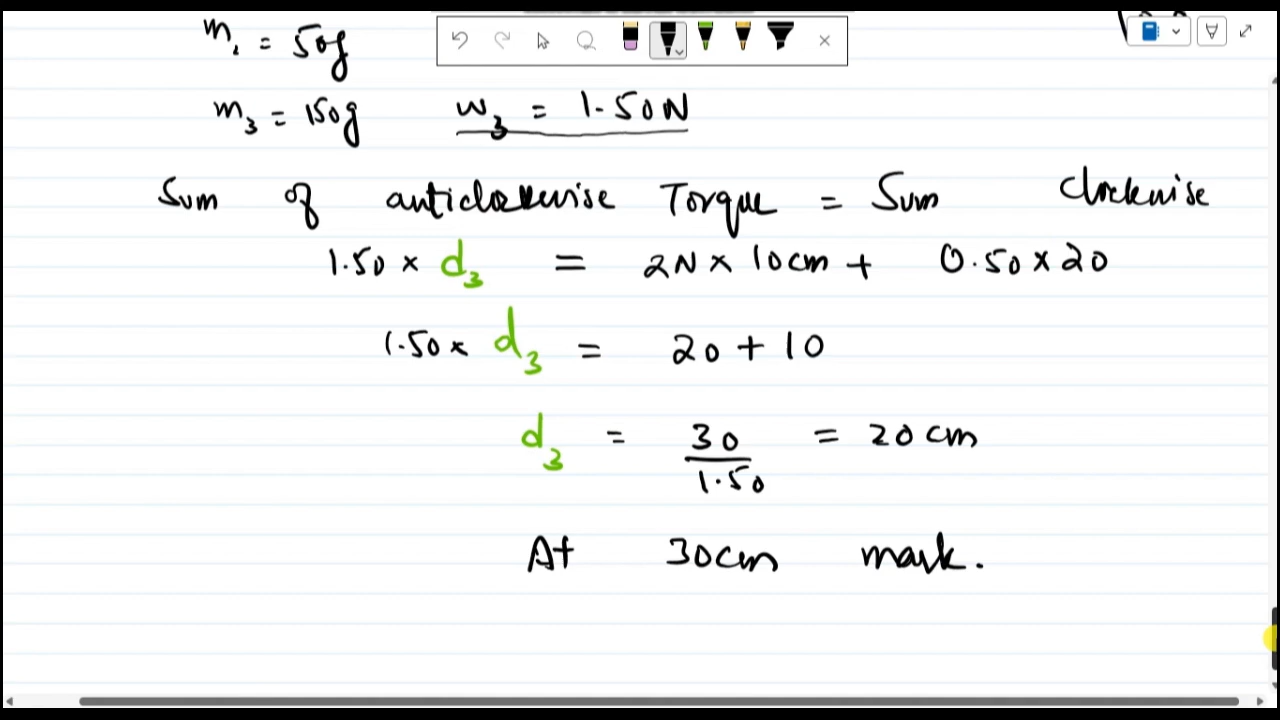 m₁ = 50g
m₃ = 150g w₃ = 1.50N
Sum of anticlockwise Torque = Sum Clockwise
1.50 × d₃ = 2N × 10cm + 0.50 × 20
1.50 × d₃ = 20 + 10
d₃ = 30/1.50 = 20 cm
At 30cm mark.